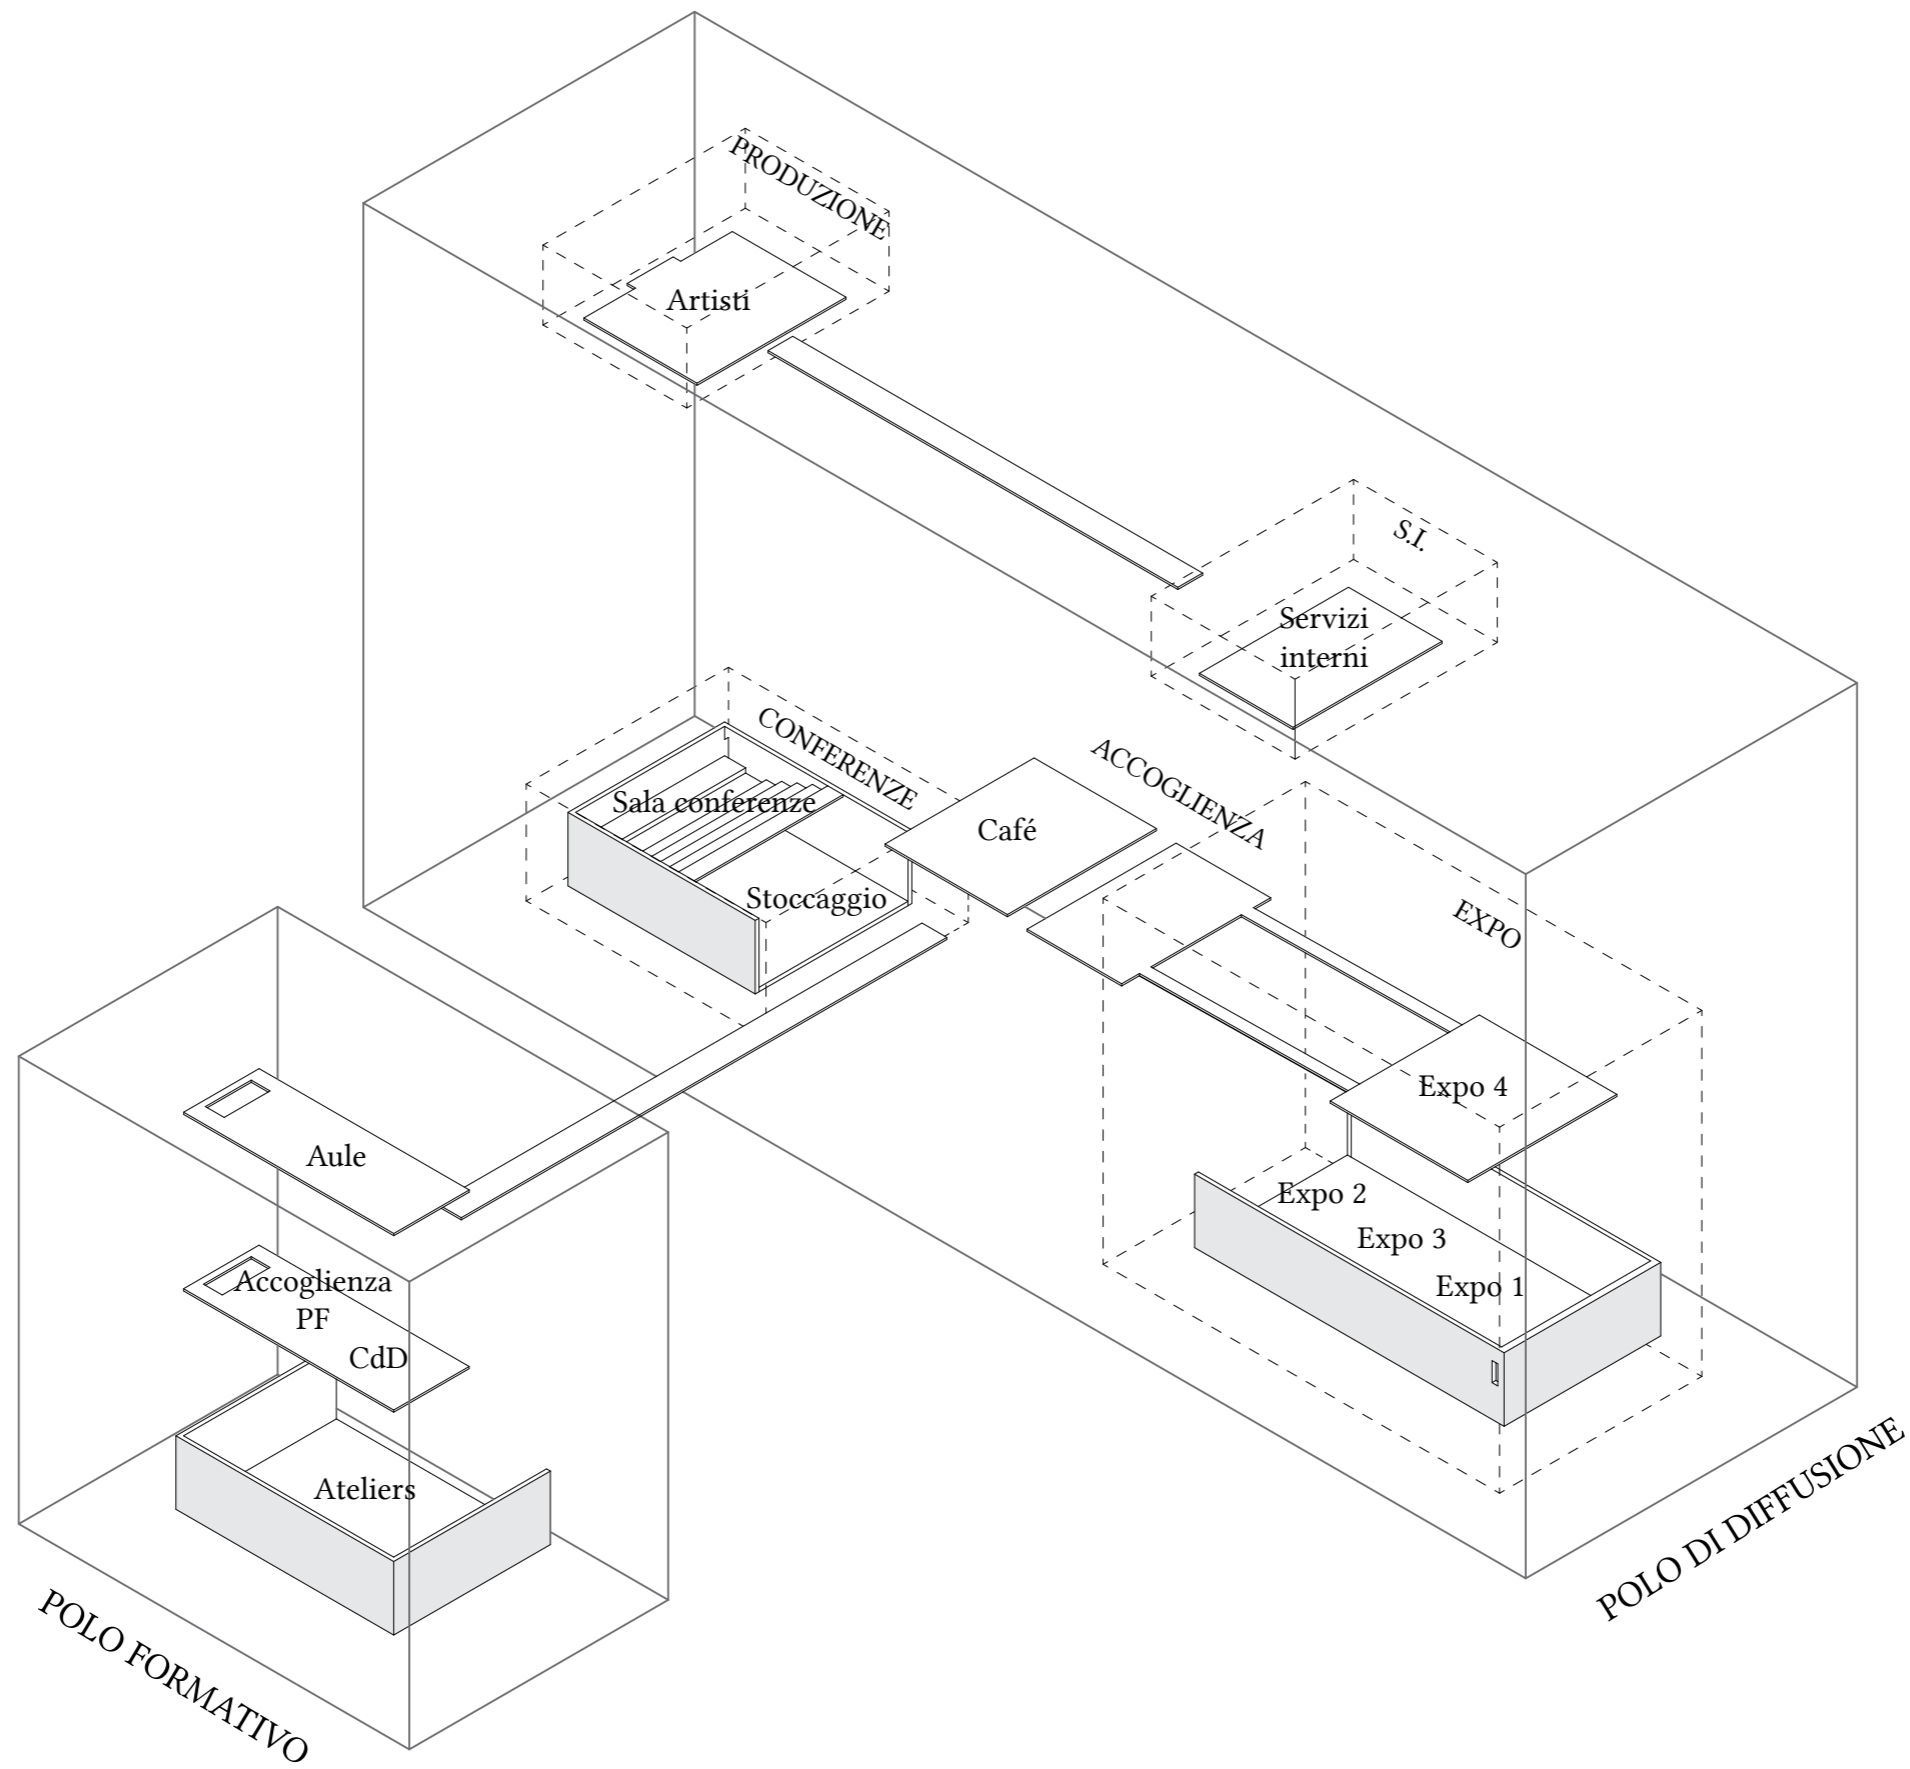 PRODUZIONE
Artisti
S.I.
Servizi
interni
CONFERENZE
Sala conferenze
Stoccaggio
Café
ACCOGLIENZA
EXPO
Expo 4
Expo 2
Expo 3
Expo 1
POLO DI DIFFUSIONE
Aule
Accoglienza
PF
CdD
Ateliers
POLO FORMATIVO